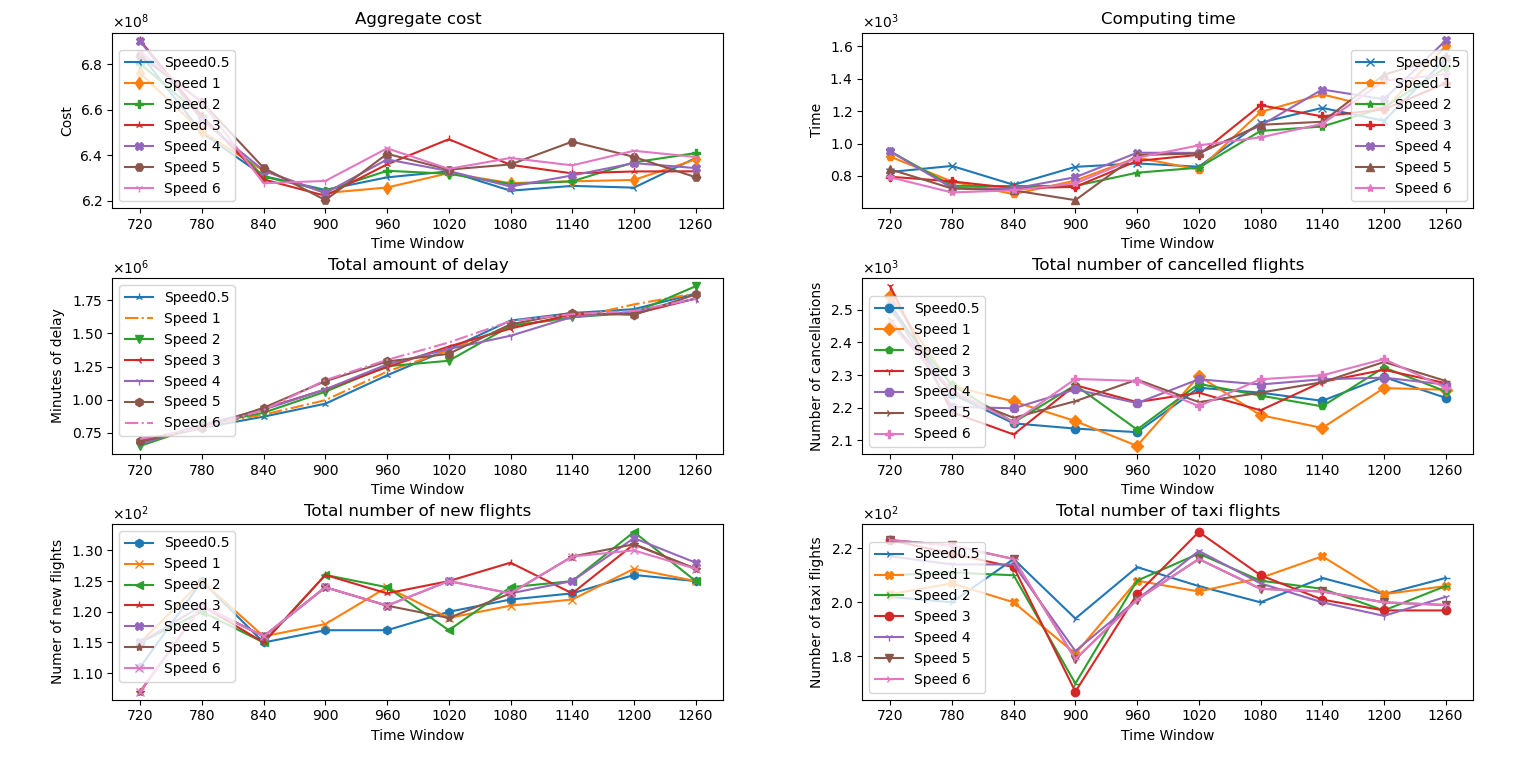 Aggregate cost
×10⁸
Cost
6.8
6.6
6.4
6.2
Speed0.5
Speed 1
Speed 2
Speed 3
Speed 4
Speed 5
Speed 6
720 780 840 900 960 1020 1080 1140 1200 1260
Time Window
Computing time
×10³
Time
1.6
1.4
1.2
1.0
0.8
Speed0.5
Speed 1
Speed 2
Speed 3
Speed 4
Speed 5
Speed 6
720 780 840 900 960 1020 1080 1140 1200 1260
Time Window
Total amount of delay
×10⁶
Minutes of delay
1.75
1.50
1.25
1.00
0.75
Speed0.5
Speed 1
Speed 2
Speed 3
Speed 4
Speed 5
Speed 6
720 780 840 900 960 1020 1080 1140 1200 1260
Time Window
Total number of cancelled flights
×10³
Number of cancellations
2.5
2.4
2.3
2.2
2.1
Speed0.5
Speed 1
Speed 2
Speed 3
Speed 4
Speed 5
Speed 6
720 780 840 900 960 1020 1080 1140 1200 1260
Time Window
Total number of new flights
×10²
Numer of new flights
1.30
1.25
1.20
1.15
1.10
Speed0.5
Speed 1
Speed 2
Speed 3
Speed 4
Speed 5
Speed 6
720 780 840 900 960 1020 1080 1140 1200 1260
Time Window
Total number of taxi flights
×10²
Number of taxi flights
2.2
2.0
1.8
Speed0.5
Speed 1
Speed 2
Speed 3
Speed 4
Speed 5
Speed 6
720 780 840 900 960 1020 1080 1140 1200 1260
Time Window